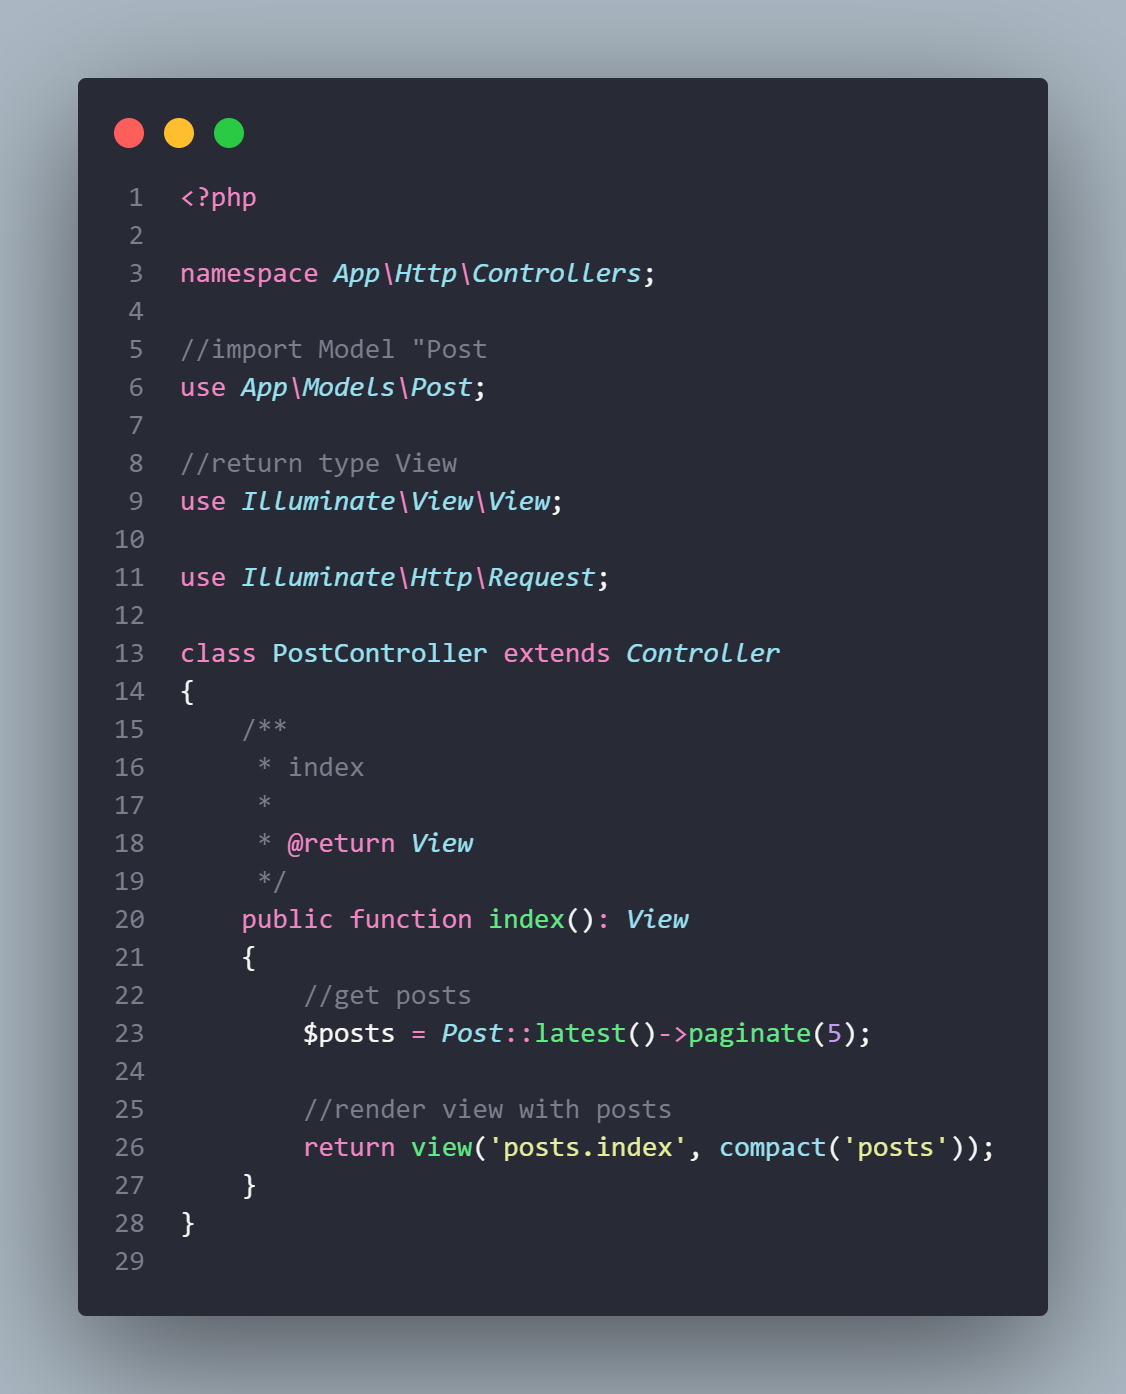 1 <?php
2
3 namespace App\Http\Controllers;
4
5 //import Model "Post
6 use App\Models\Post;
7
8 //return type View
9 use Illuminate\View\View;
10
11 use Illuminate\Http\Request;
12
13 class PostController extends Controller
14 {
15     /**
16      * index
17      *
18      * @return View
19      */
20     public function index(): View
21     {
22         //get posts
23         $posts = Post::latest()->paginate(5);
24
25         //render view with posts
26         return view('posts.index', compact('posts'));
27     }
28 }
29